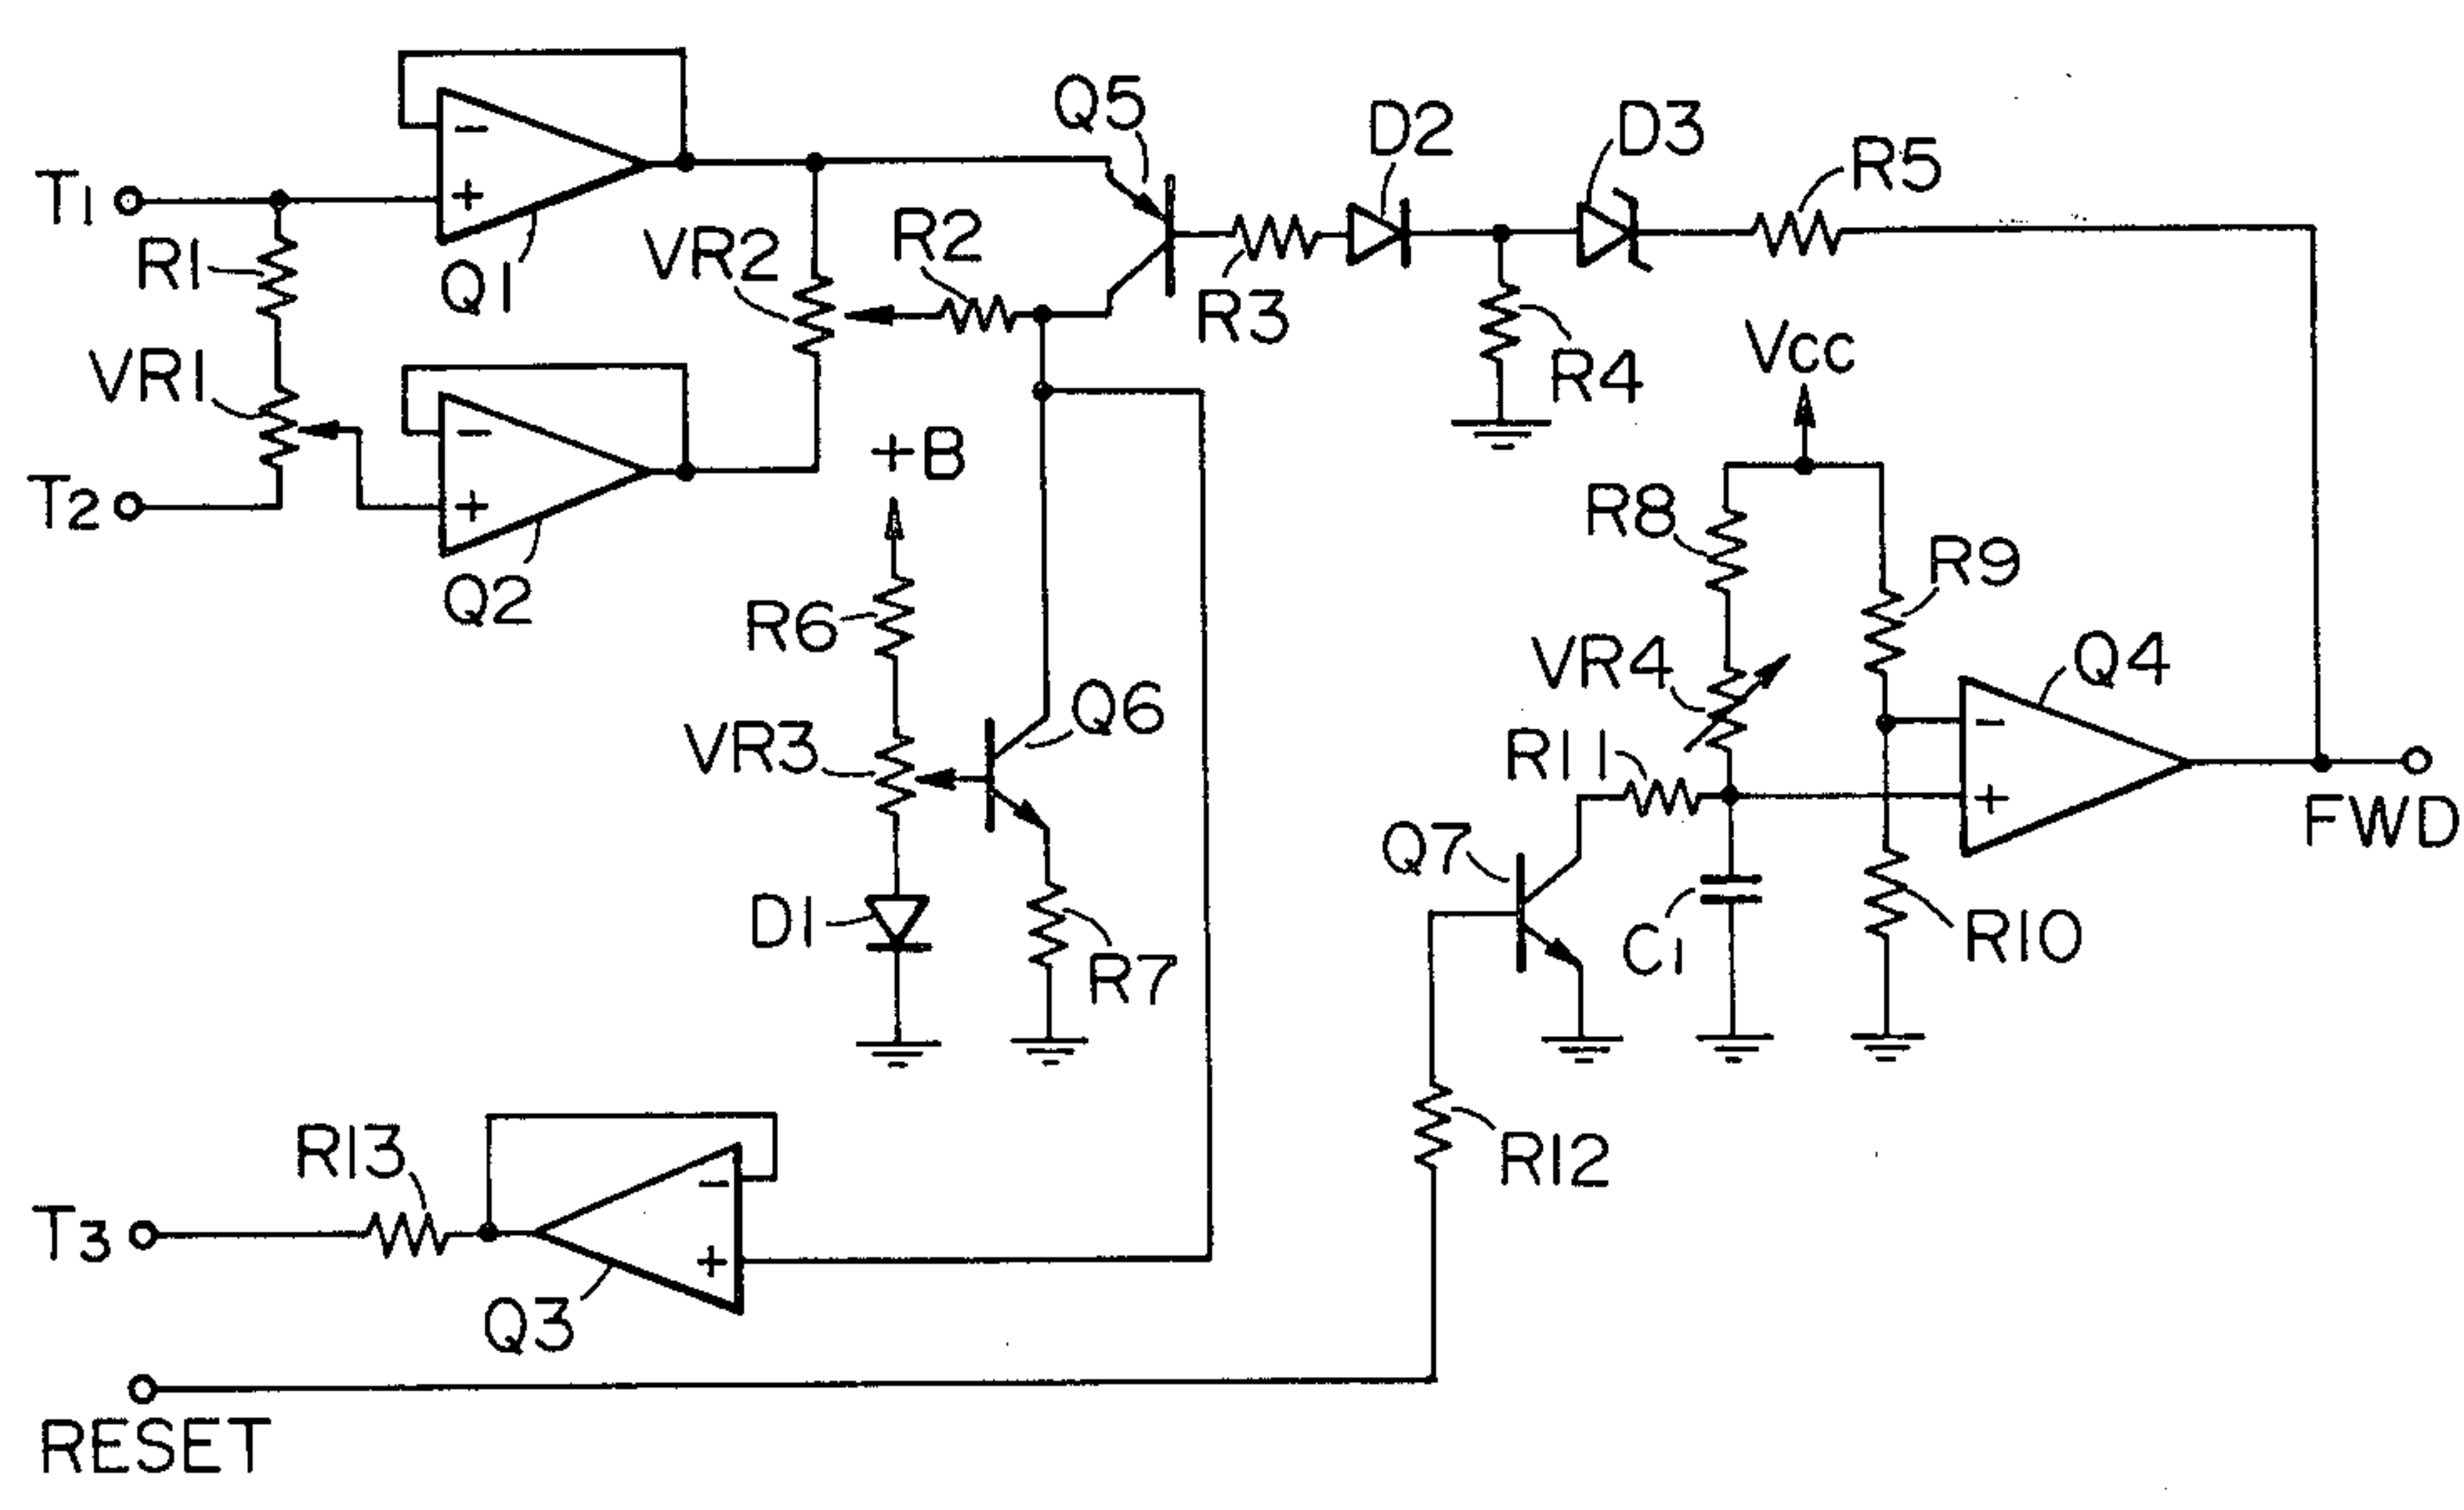 Q5
D2
D3
R5
T1
R1
Q1
VR2
R2
R3
R4
Vcc
VR1
T2
Q2
+B
R8
R9
R6
VR4
Q4
VR3
Q6
R11
FWD
Q7
D1
R7
C1
R10
R13
R12
T3
Q3
RESET
− + − + − + − +